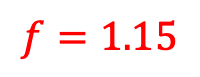 f = 1.15